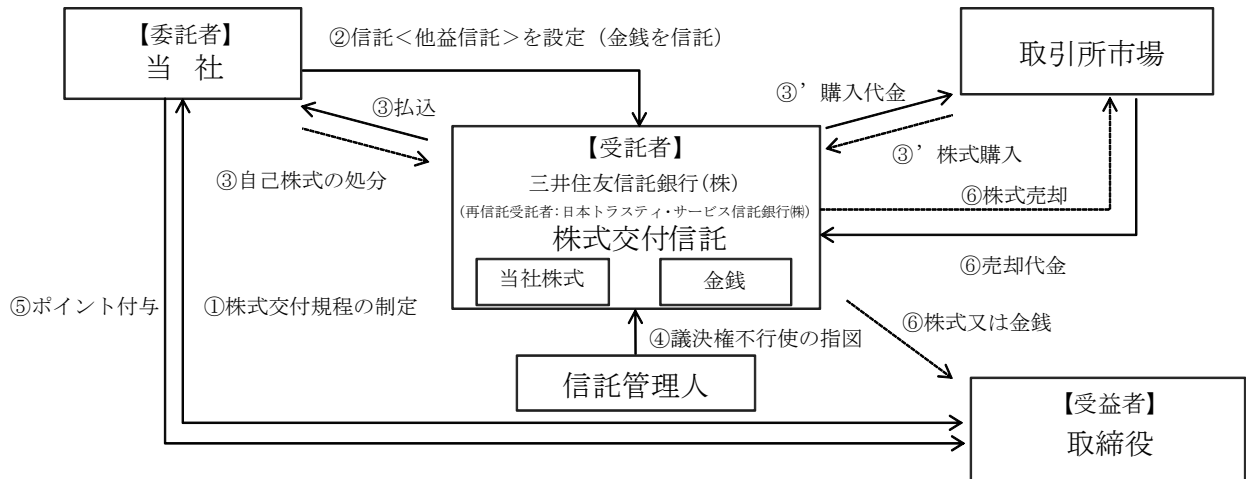 【委託者】
当 社
②信託＜他益信託＞を設定（金銭を信託）
取引所市場
③払込
③自己株式の処分
③’購入代金
③’株式購入
【受託者】
三井住友信託銀行(株)
(再信託受託者:日本トラスティ・サービス信託銀行㈱)
株式交付信託
当社株式
金銭
⑥株式売却
⑥売却代金
⑤ポイント付与
①株式交付規程の制定
④議決権不行使の指図
⑥株式又は金銭
信託管理人
【受益者】
取締役